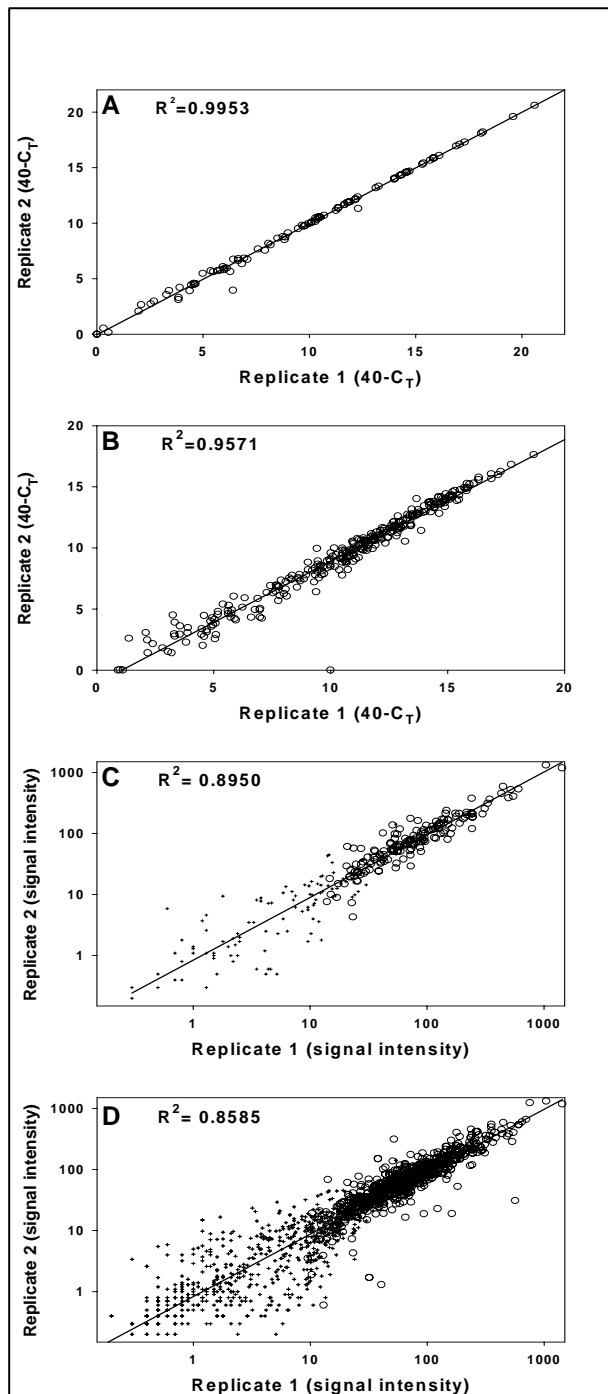 A R²=0.9953
20
15
10
5
0
Replicate 2 (40-C_T)
0 5 10 15 20
Replicate 1 (40-C_T)
B R²=0.9571
20
15
10
5
0
Replicate 2 (40-C_T)
0 5 10 15 20
Replicate 1 (40-C_T)
C R²= 0.8950
1000
100
10
1
Replicate 2 (signal intensity)
1 10 100 1000
Replicate 1 (signal intensity)
D R²= 0.8585
1000
100
10
1
Replicate 2 (signal intensity)
1 10 100 1000
Replicate 1 (signal intensity)